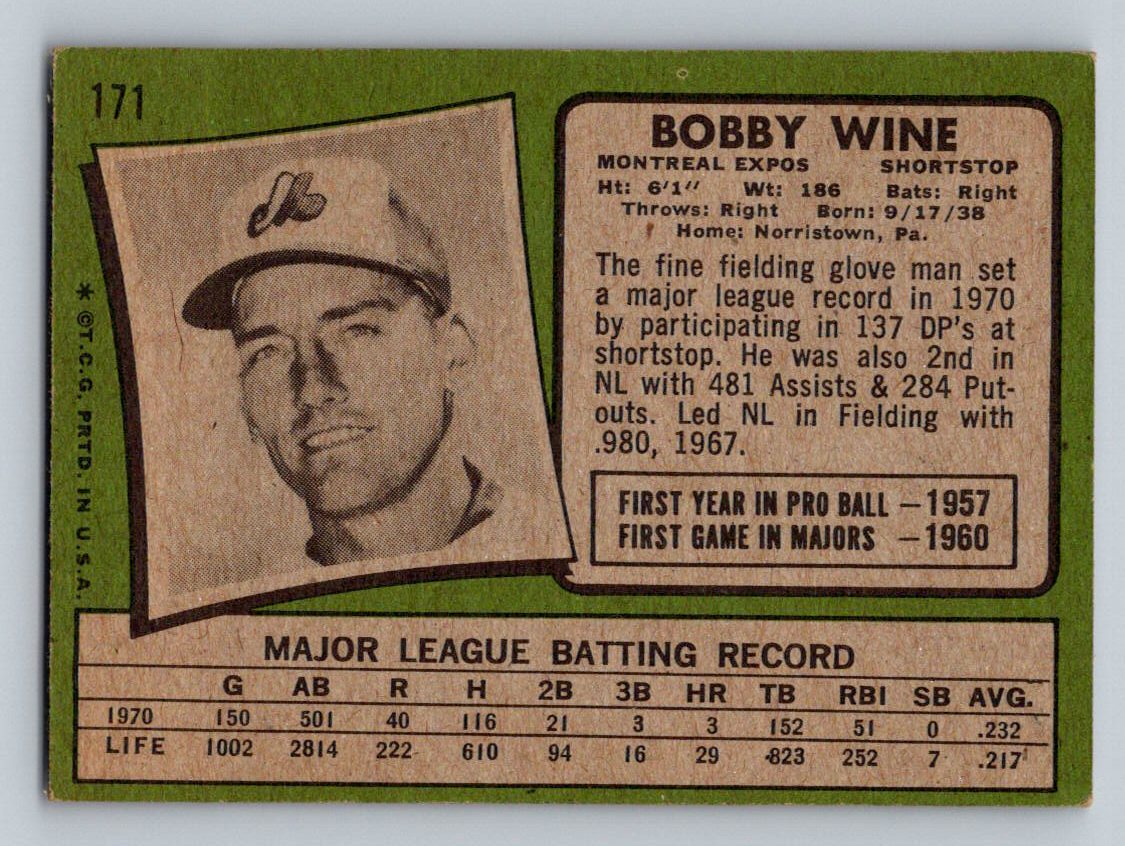 171
BOBBY WINE
MONTREAL EXPOS SHORTSTOP
Ht: 6'1" Wt: 186 Bats: Right
Throws: Right Born: 9/17/38
Home: Norristown, Pa.
The fine fielding glove man set
a major league record in 1970
by participating in 137 DP's at
shortstop. He was also 2nd in
NL with 481 Assists & 284 Put-
outs. Led NL in Fielding with
.980, 1967.
FIRST YEAR IN PRO BALL – 1957
FIRST GAME IN MAJORS – 1960
* ©T.C.G. PRTD. IN U.S.A.
MAJOR LEAGUE BATTING RECORD
G AB R H 2B 3B HR TB RBI SB AVG.
1970 150 501 40 116 21 3 3 152 51 0 .232
LIFE 1002 2814 222 610 94 16 29 823 252 7 .217